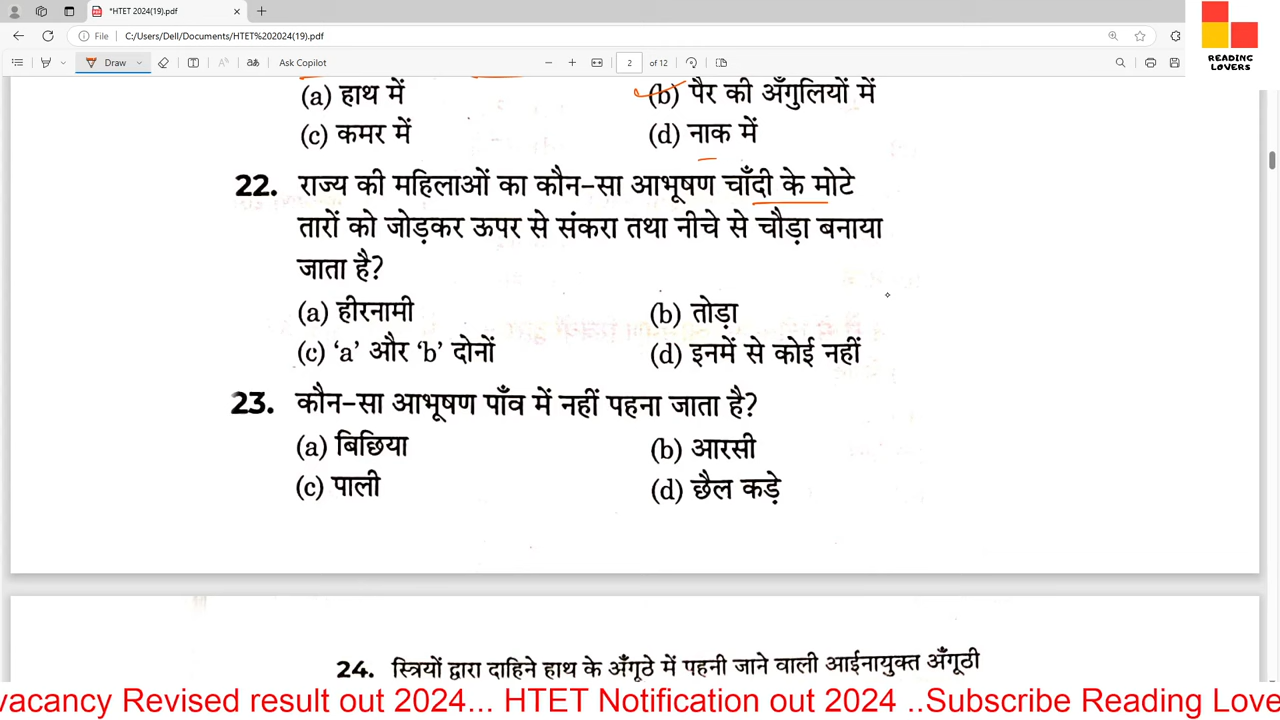 *HTET 2024(19).pdf
File
C:/Users/Dell/Documents/HTET%202024(19).pdf
Draw
Ask Copilot
2 of 12
READING
LOVERS
(a) हाथ में
(b) पैर की अँगुलियों में
(c) कमर में
(d) नाक में
22. राज्य की महिलाओं का कौन-सा आभूषण चाँदी के मोटे
तारों को जोड़कर ऊपर से संकरा तथा नीचे से चौड़ा बनाया
जाता है?
(a) हीरनामी
(b) तोड़ा
(c) ‘a’ और ‘b’ दोनों
(d) इनमें से कोई नहीं
23. कौन-सा आभूषण पाँव में नहीं पहना जाता है?
(a) बिछिया
(b) आरसी
(c) पाली
(d) छैल कड़े
24. स्त्रियों द्वारा दाहिने हाथ के अँगूठे में पहनी जाने वाली आईनायुक्त अँगूठी
vacancy Revised result out 2024... HTET Notification out 2024 ..Subscribe Reading Love